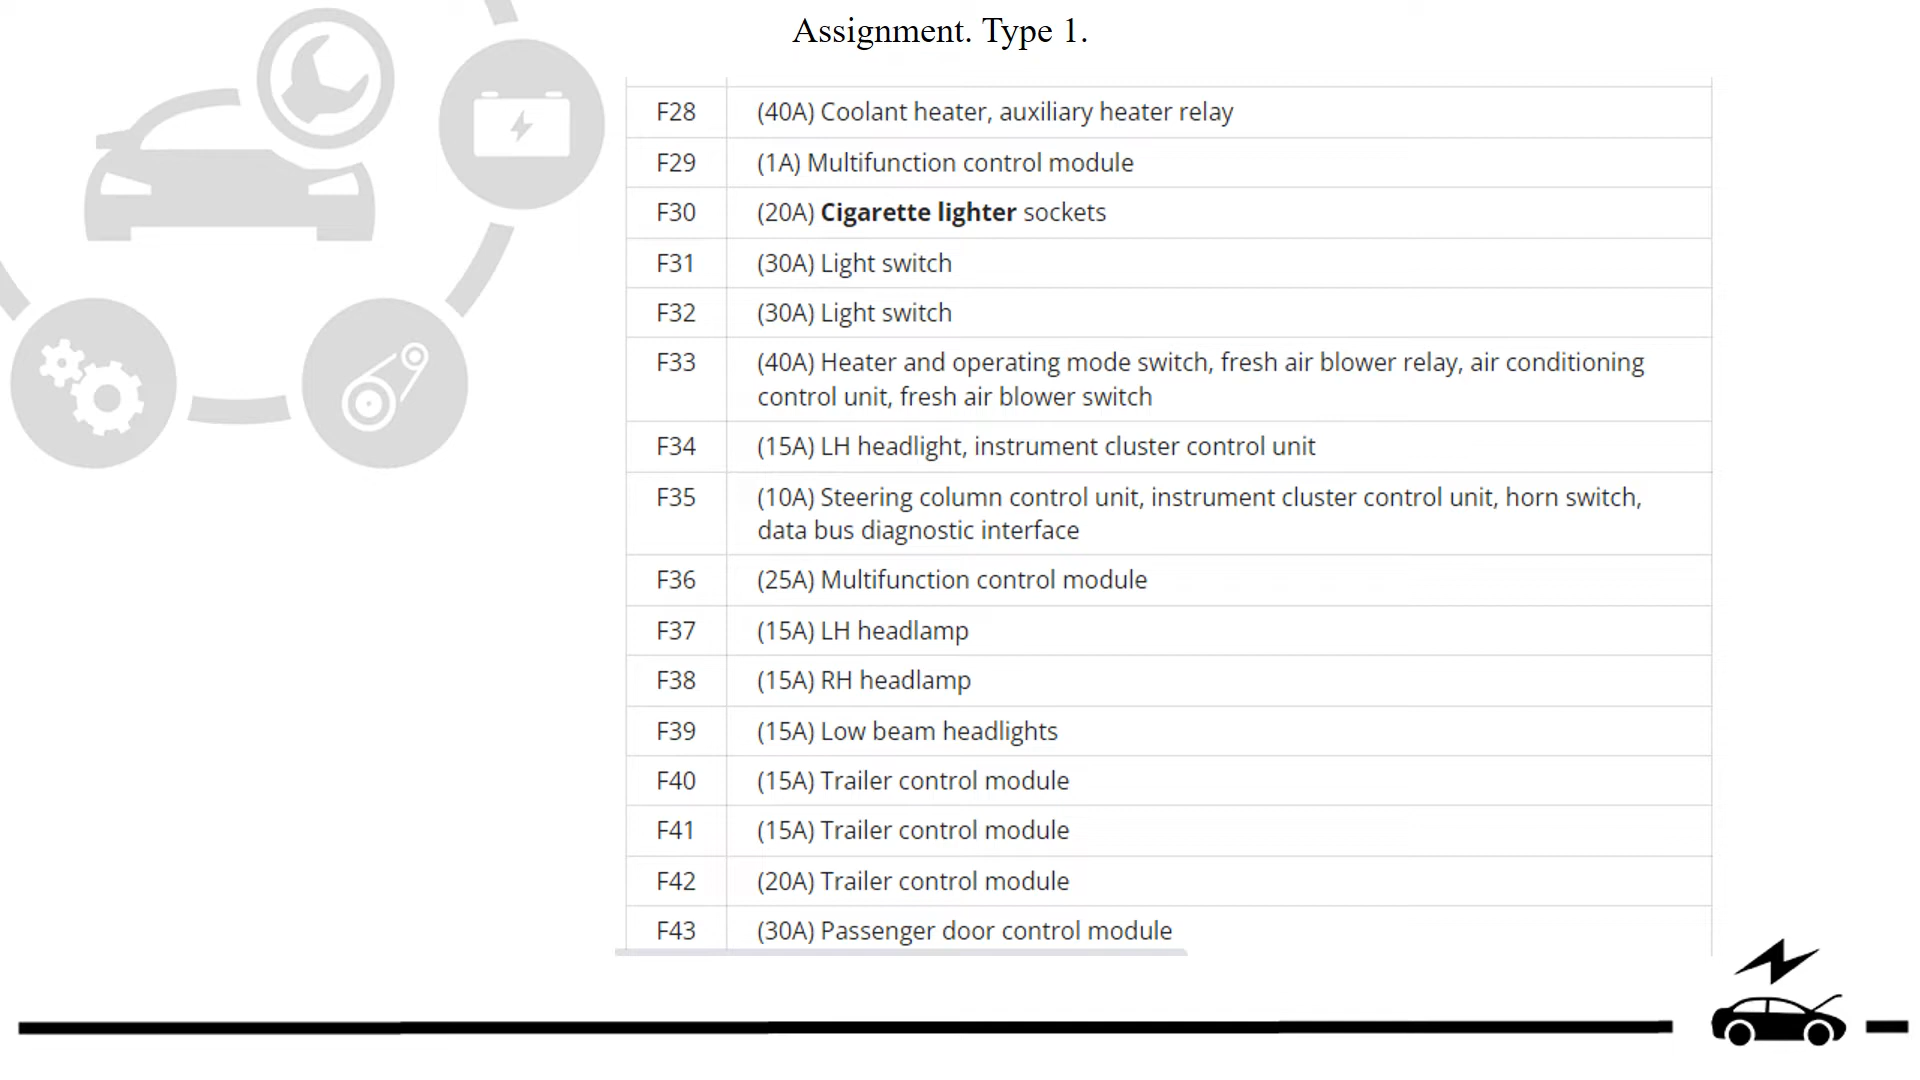 Assignment. Type 1.
F28 (40A) Coolant heater, auxiliary heater relay
F29 (1A) Multifunction control module
F30 (20A) Cigarette lighter sockets
F31 (30A) Light switch
F32 (30A) Light switch
F33 (40A) Heater and operating mode switch, fresh air blower relay, air conditioning
control unit, fresh air blower switch
F34 (15A) LH headlight, instrument cluster control unit
F35 (10A) Steering column control unit, instrument cluster control unit, horn switch,
data bus diagnostic interface
F36 (25A) Multifunction control module
F37 (15A) LH headlamp
F38 (15A) RH headlamp
F39 (15A) Low beam headlights
F40 (15A) Trailer control module
F41 (15A) Trailer control module
F42 (20A) Trailer control module
F43 (30A) Passenger door control module